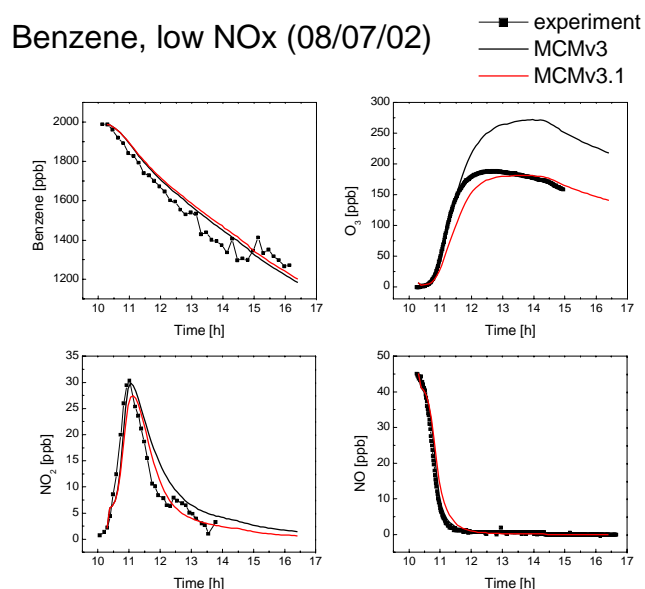 Benzene, low NOx (08/07/02)
experiment
MCMv3
MCMv3.1
2000
1800
1600
1400
1200
Benzene [ppb]
10 11 12 13 14 15 16 17
Time [h]
300
250
200
150
100
50
0
O3 [ppb]
10 11 12 13 14 15 16 17
Time [h]
35
30
25
20
15
10
5
0
NO2 [ppb]
10 11 12 13 14 15 16 17
Time [h]
50
40
30
20
10
0
NO [ppb]
10 11 12 13 14 15 16 17
Time [h]